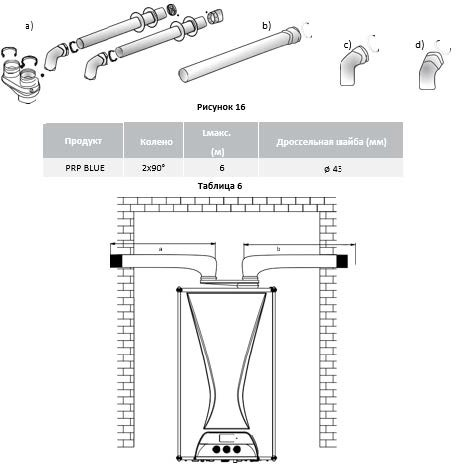 a)
b)
c)
d)
Рисунок 16
Продукт Колено Lмакс. (м) Дроссельная шайба (мм)
PRP BLUE 2x90° 6 ø 43
Таблица 6
a b